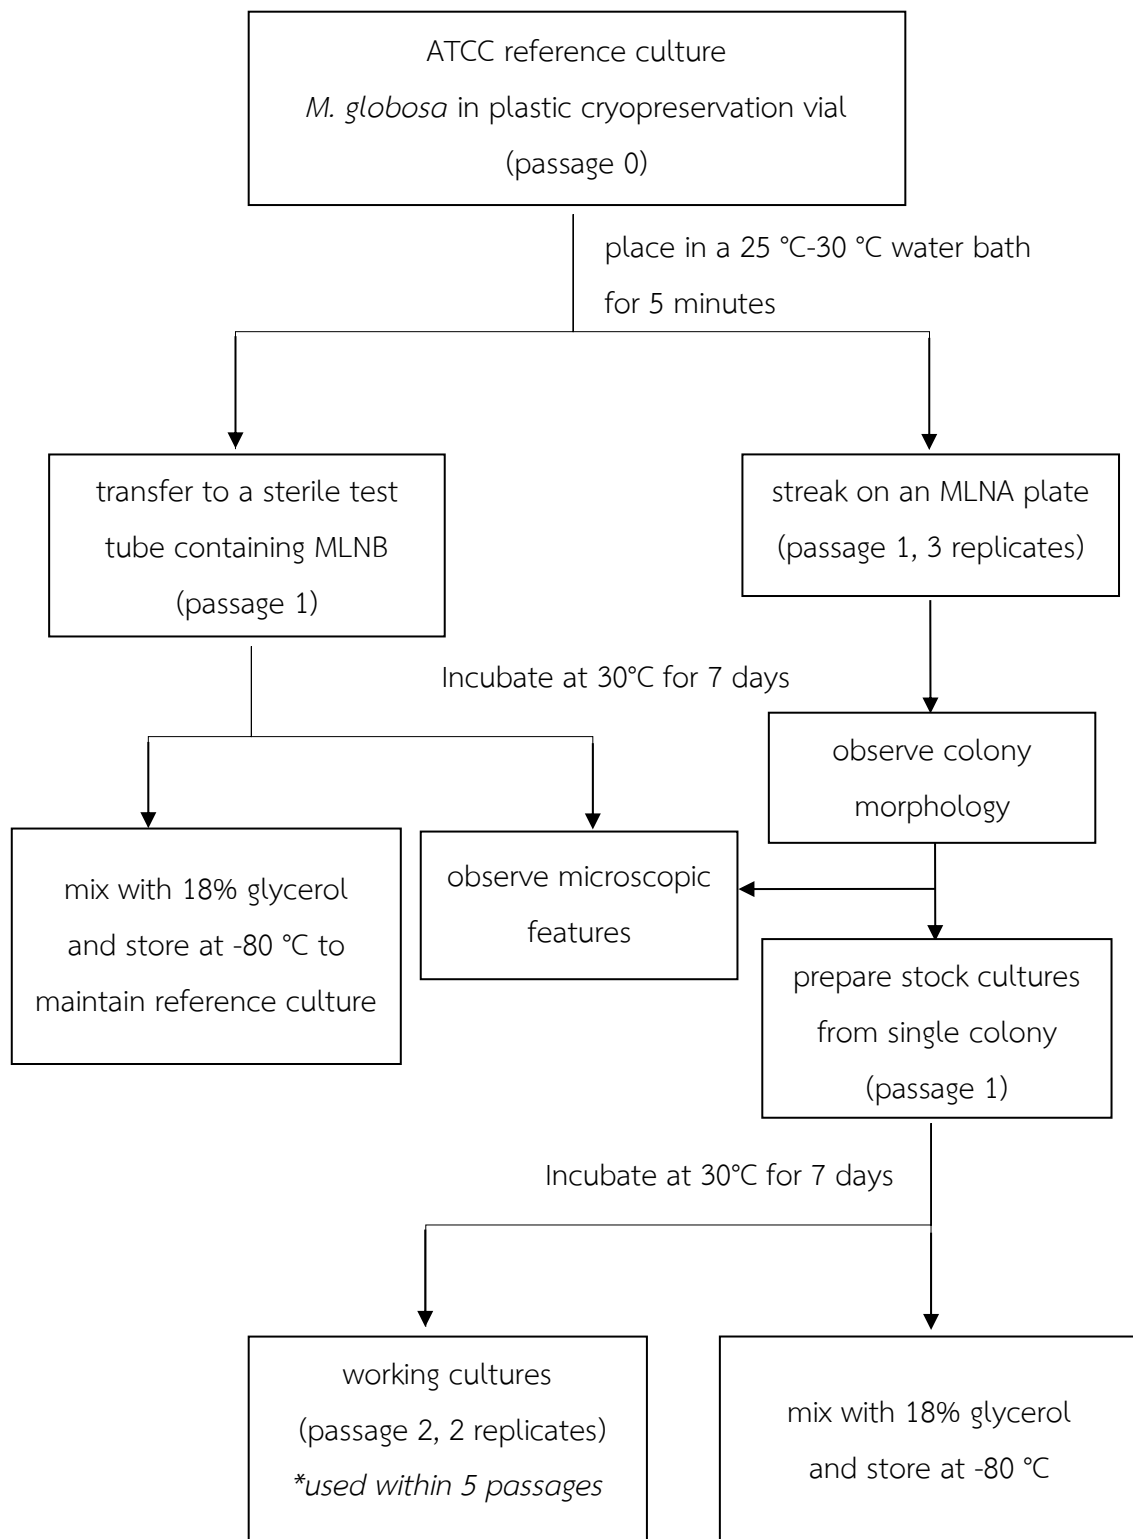 ATCC reference culture
M. globosa in plastic cryopreservation vial
(passage 0)
place in a 25 °C-30 °C water bath
for 5 minutes
transfer to a sterile test
tube containing MLNB
(passage 1)
streak on an MLNA plate
(passage 1, 3 replicates)
Incubate at 30°C for 7 days
observe colony
morphology
mix with 18% glycerol
and store at -80 °C to
maintain reference culture
observe microscopic
features
prepare stock cultures
from single colony
(passage 1)
Incubate at 30°C for 7 days
working cultures
(passage 2, 2 replicates)
*used within 5 passages
mix with 18% glycerol
and store at -80 °C